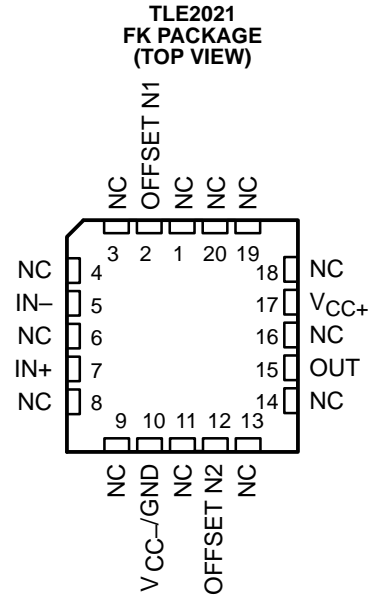 TLE2021
FK PACKAGE
(TOP VIEW)
NC
OFFSET N1
NC
NC
NC
3 2 1 20 19
NC 4
IN– 5
NC 6
IN+ 7
NC 8
18 NC
17 VCC+
16 NC
15 OUT
14 NC
9 10 11 12 13
NC
VCC–/GND
NC
OFFSET N2
NC